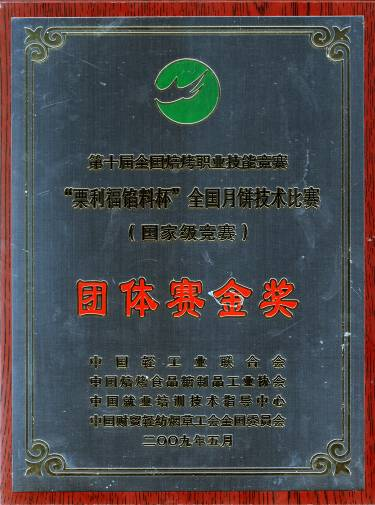 第十届全国焙烤职业技能竞赛
“栗利福馅料杯”全国月饼技术比赛
（国家级竞赛）
团体赛金奖
中国轻工业联合会
中国焙烤食品糖制品工业协会
中国就业培训技术指导中心
中国财贸轻纺烟草工会全国委员会
二〇〇九年五月